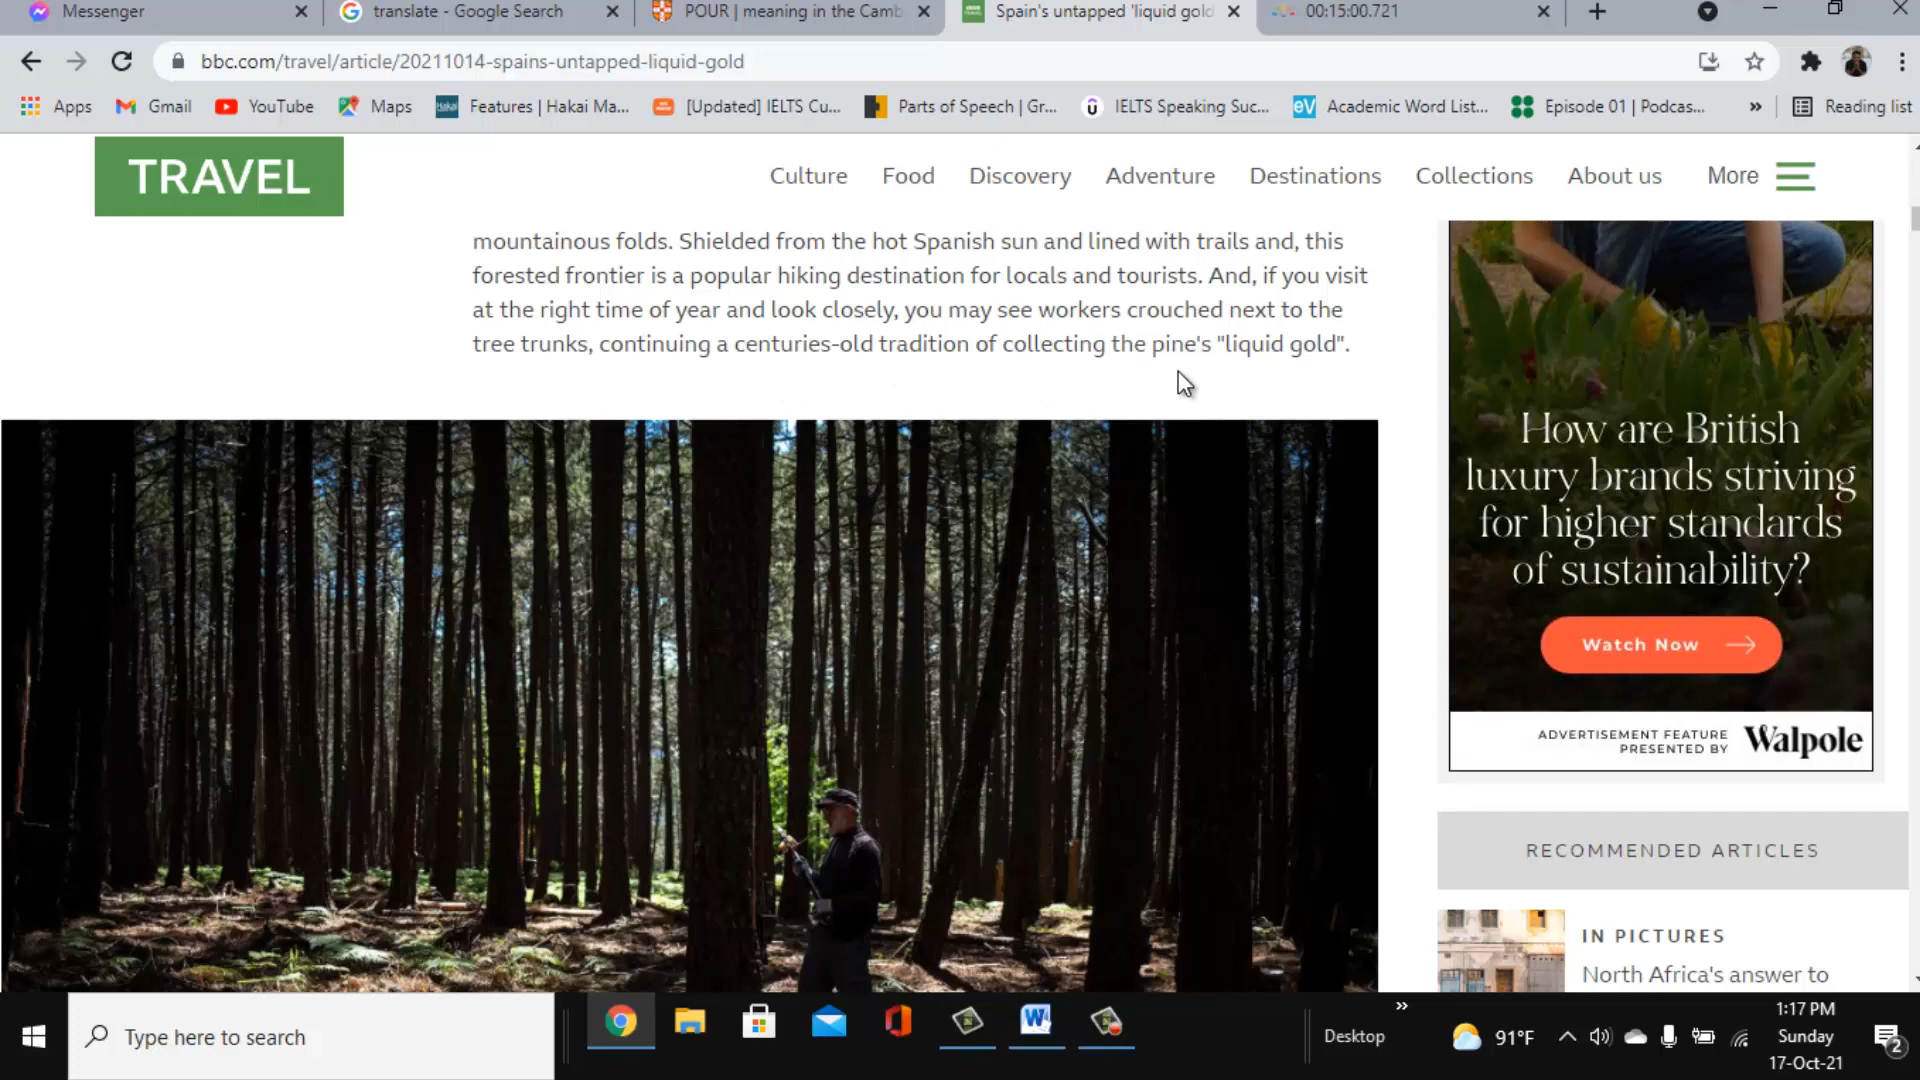 Messenger
translate - Google Search
POUR | meaning in the Camb
Spain's untapped 'liquid gold
00:15:00.721
bbc.com/travel/article/20211014-spains-untapped-liquid-gold
Apps
Gmail
YouTube
Maps
Features | Hakai Ma...
[Updated] IELTS Cu...
Parts of Speech | Gr...
IELTS Speaking Suc...
Academic Word List...
Episode 01 | Podcas...
»
Reading list
TRAVEL
Culture
Food
Discovery
Adventure
Destinations
Collections
About us
More
mountainous folds. Shielded from the hot Spanish sun and lined with trails and, this
forested frontier is a popular hiking destination for locals and tourists. And, if you visit
at the right time of year and look closely, you may see workers crouched next to the
tree trunks, continuing a centuries-old tradition of collecting the pine's "liquid gold".
How are British
luxury brands striving
for higher standards
of sustainability?
Watch Now
ADVERTISEMENT FEATURE
PRESENTED BY
Walpole
RECOMMENDED ARTICLES
IN PICTURES
North Africa's answer to
Type here to search
Desktop
»
91°F
1:17 PM
Sunday
17-Oct-21
2